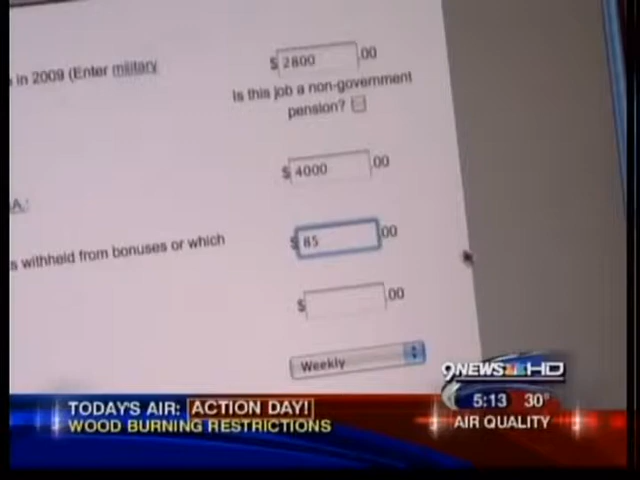 $ 2800 .00
in 2009 (Enter military
Is this job a non-government
pension?
$ 4000 .00
A.:
$ 85 .00
withheld from bonuses or which
$ .00
Weekly
9NEWS HD
TODAY'S AIR: ACTION DAY! 5:13 30°
WOOD BURNING RESTRICTIONS AIR QUALITY